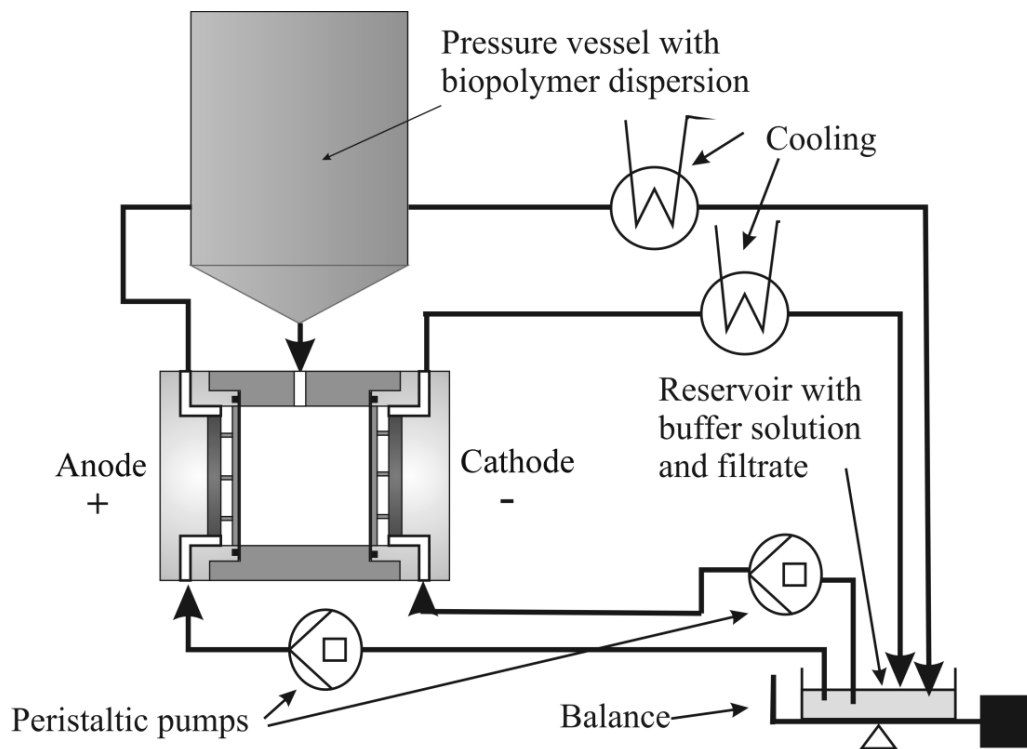 Pressure vessel with
biopolymer dispersion
Cooling
Reservoir with
buffer solution
and filtrate
Anode
+
Cathode
-
Peristaltic pumps
Balance